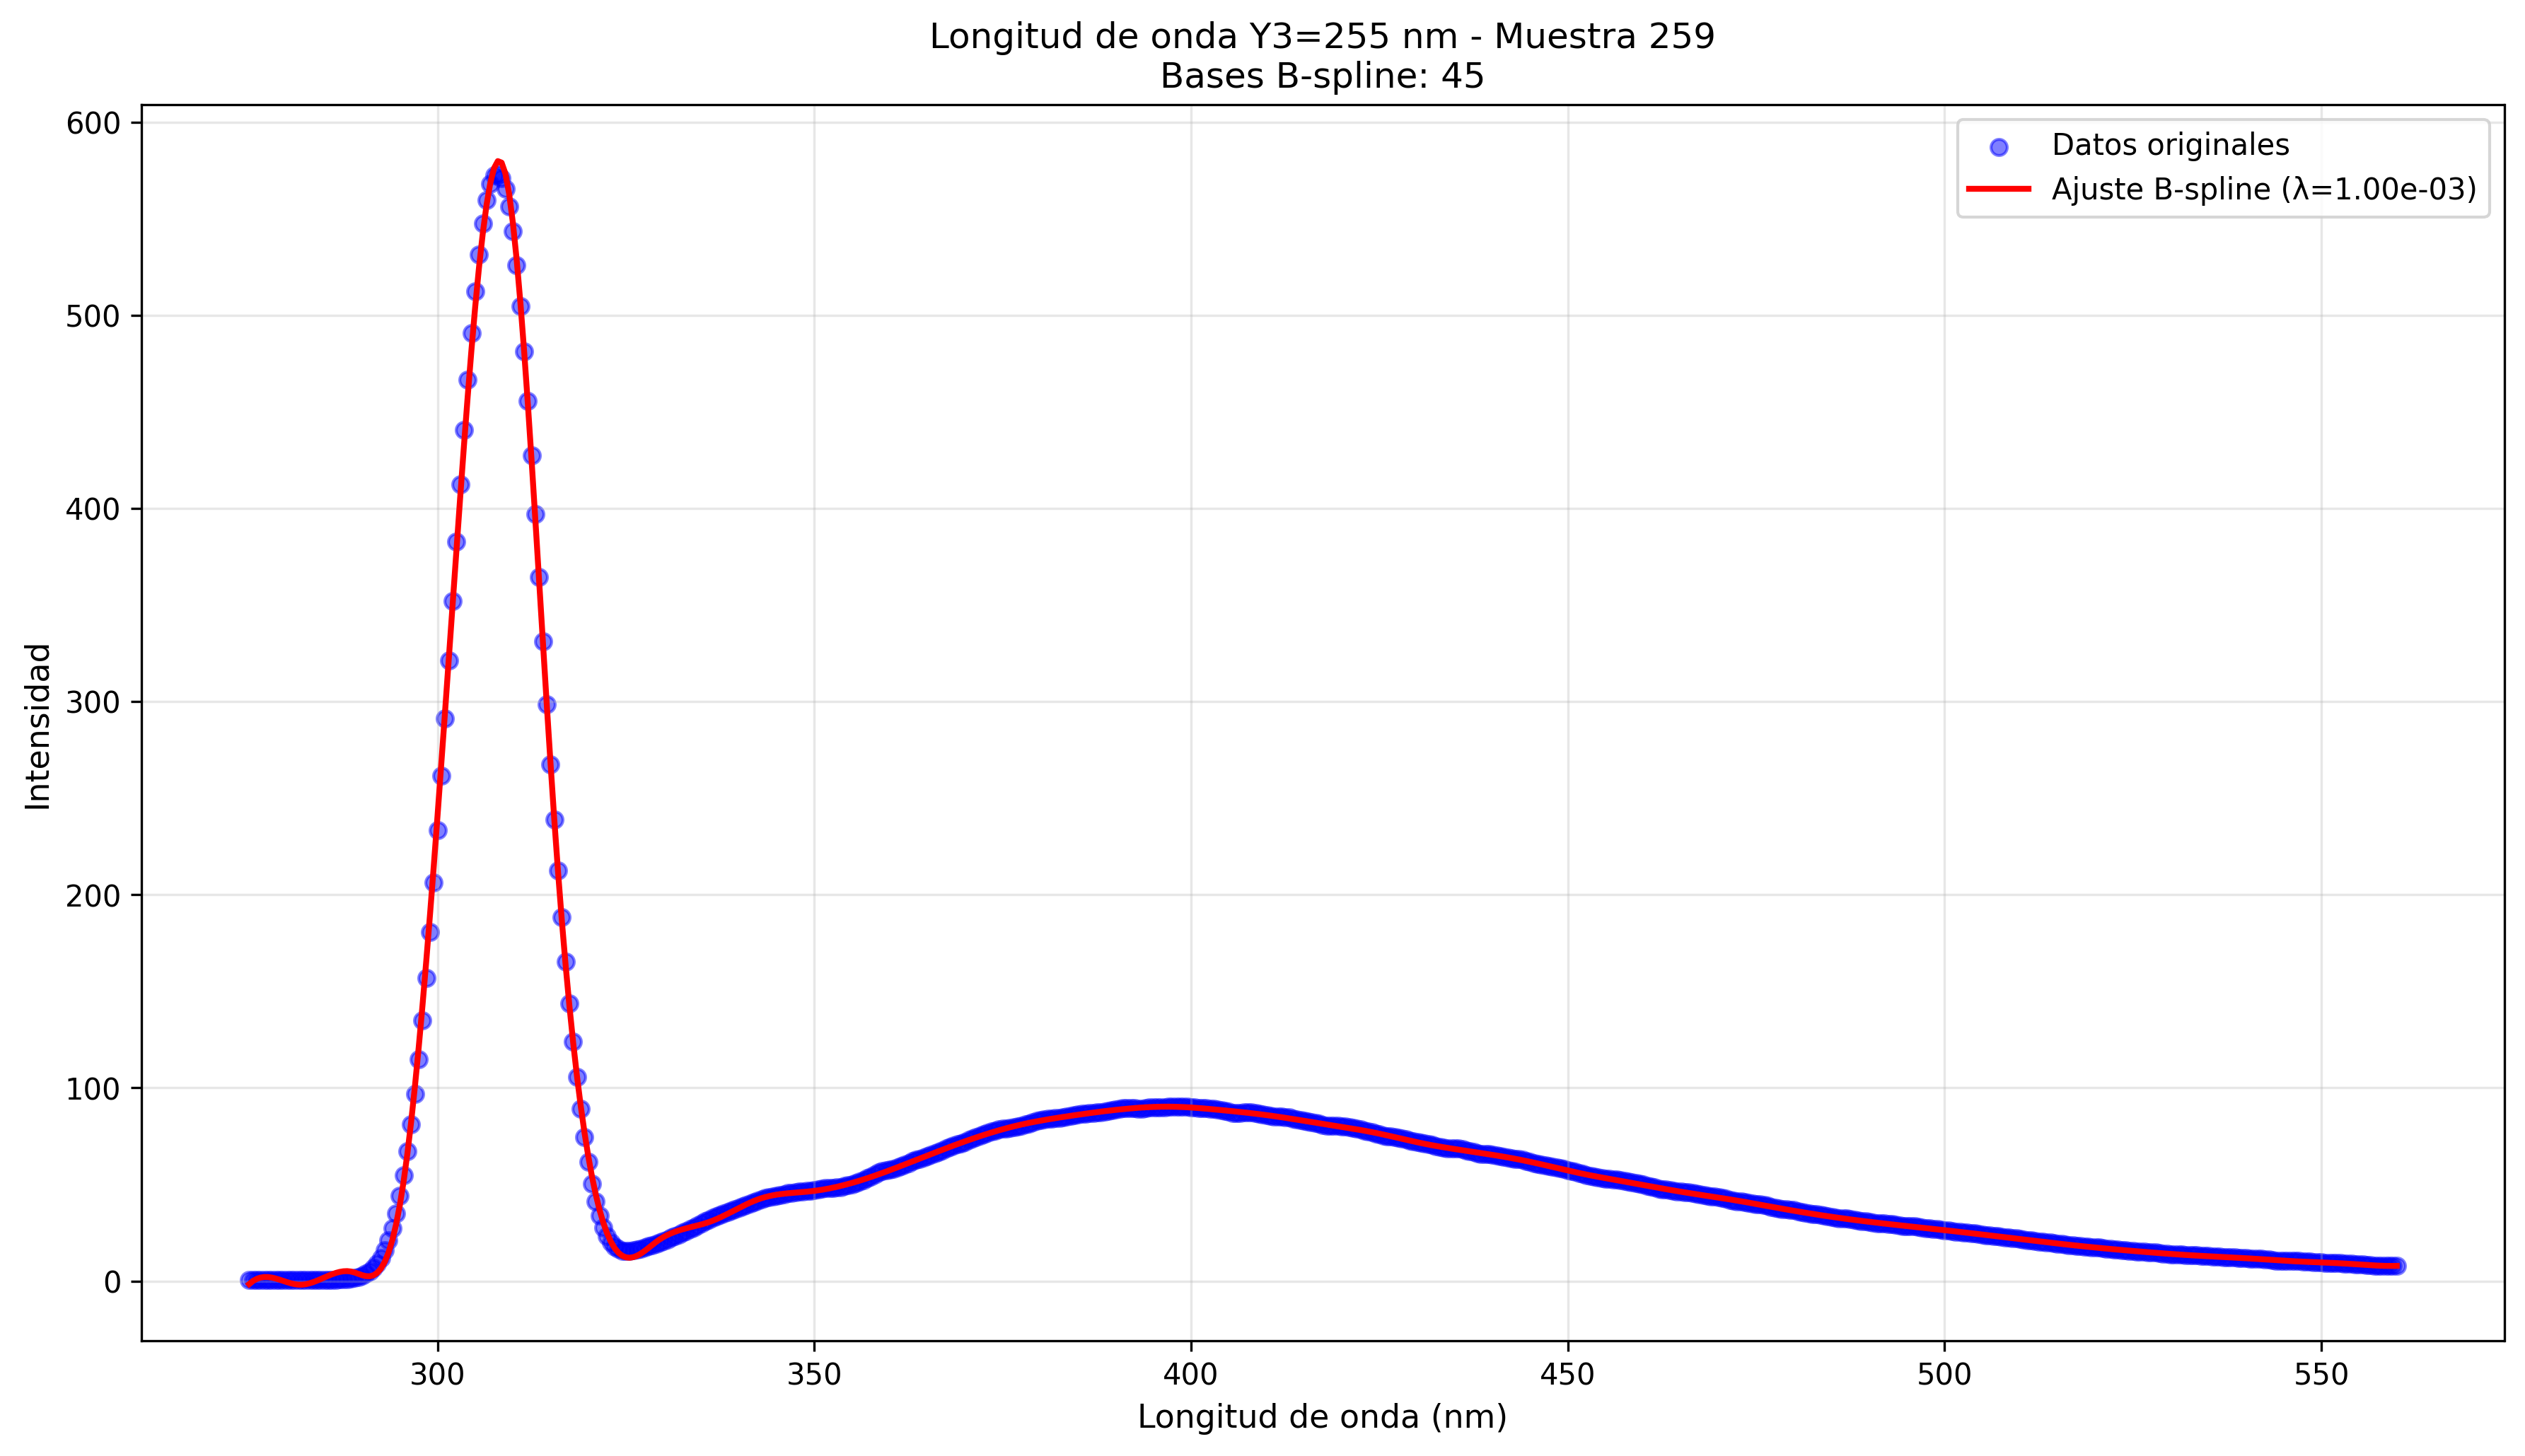 Longitud de onda Y3=255 nm - Muestra 259
Bases B-spline: 45
Datos originales
Ajuste B-spline (λ=1.00e-03)
Intensidad
600
500
400
300
200
100
0
300 350 400 450 500 550
Longitud de onda (nm)